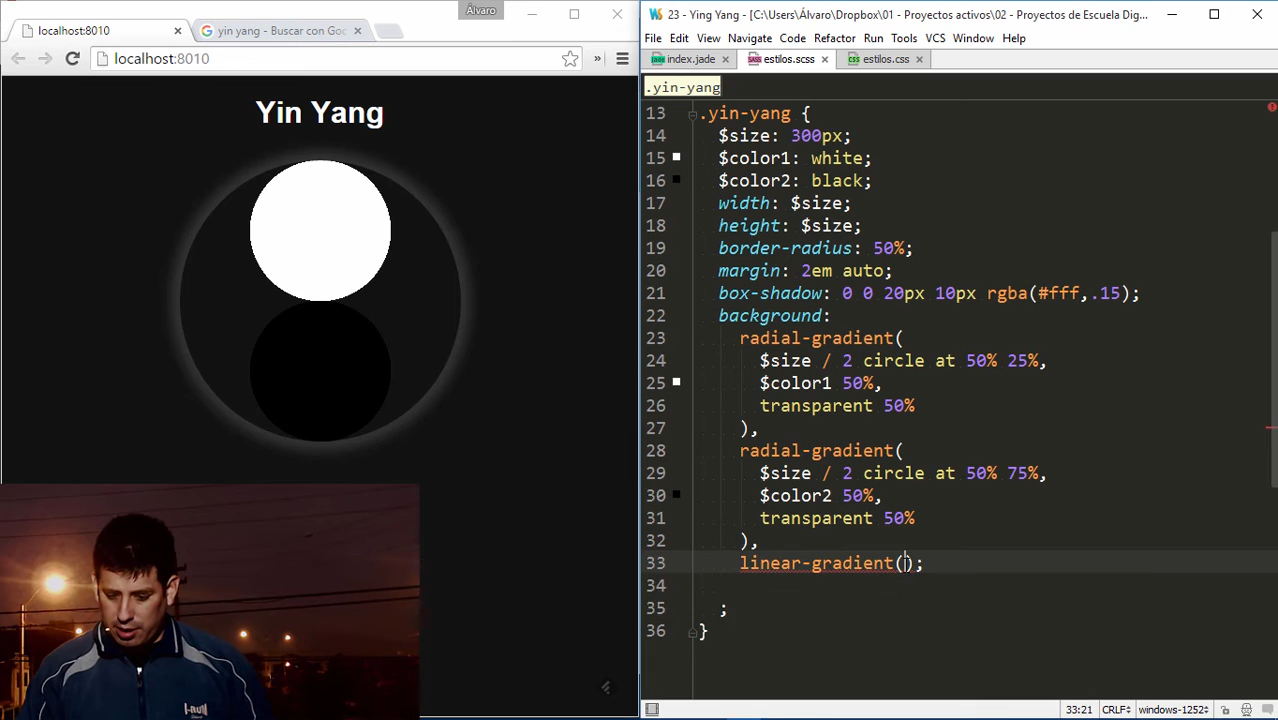 Álvaro
localhost:8010
yin yang - Buscar con Goc
localhost:8010
Yin Yang
23 - Ying Yang - [C:\Users\Álvaro\Dropbox\01 - Proyectos activos\02 - Proyectos de Escuela Dig...
File Edit View Navigate Code Refactor Run Tools VCS Window Help
index.jade estilos.scss estilos.css
.yin-yang
13 .yin-yang {
14 $size: 300px;
15 $color1: white;
16 $color2: black;
17 width: $size;
18 height: $size;
19 border-radius: 50%;
20 margin: 2em auto;
21 box-shadow: 0 0 20px 10px rgba(#fff,.15);
22 background:
23 radial-gradient(
24 $size / 2 circle at 50% 25%,
25 $color1 50%,
26 transparent 50%
27 ),
28 radial-gradient(
29 $size / 2 circle at 50% 75%,
30 $color2 50%,
31 transparent 50%
32 ),
33 linear-gradient();
34
35 ;
36 }
33:21 CRLF÷ windows-1252÷